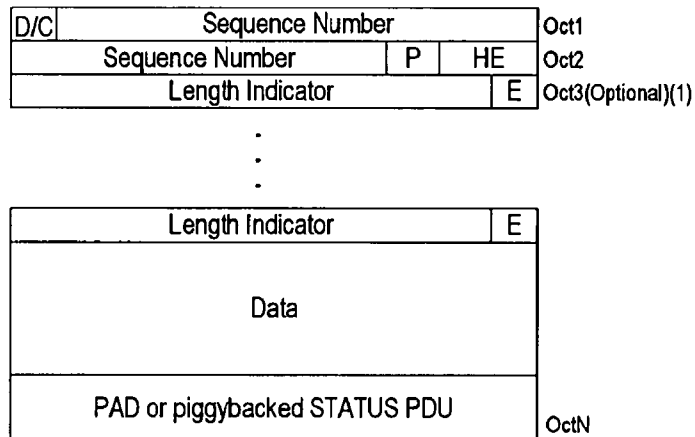 D/C Sequence Number Oct1
Sequence Number P HE Oct2
Length Indicator E Oct3(Optional)(1)
Length Indicator E
Data
PAD or piggybacked STATUS PDU OctN